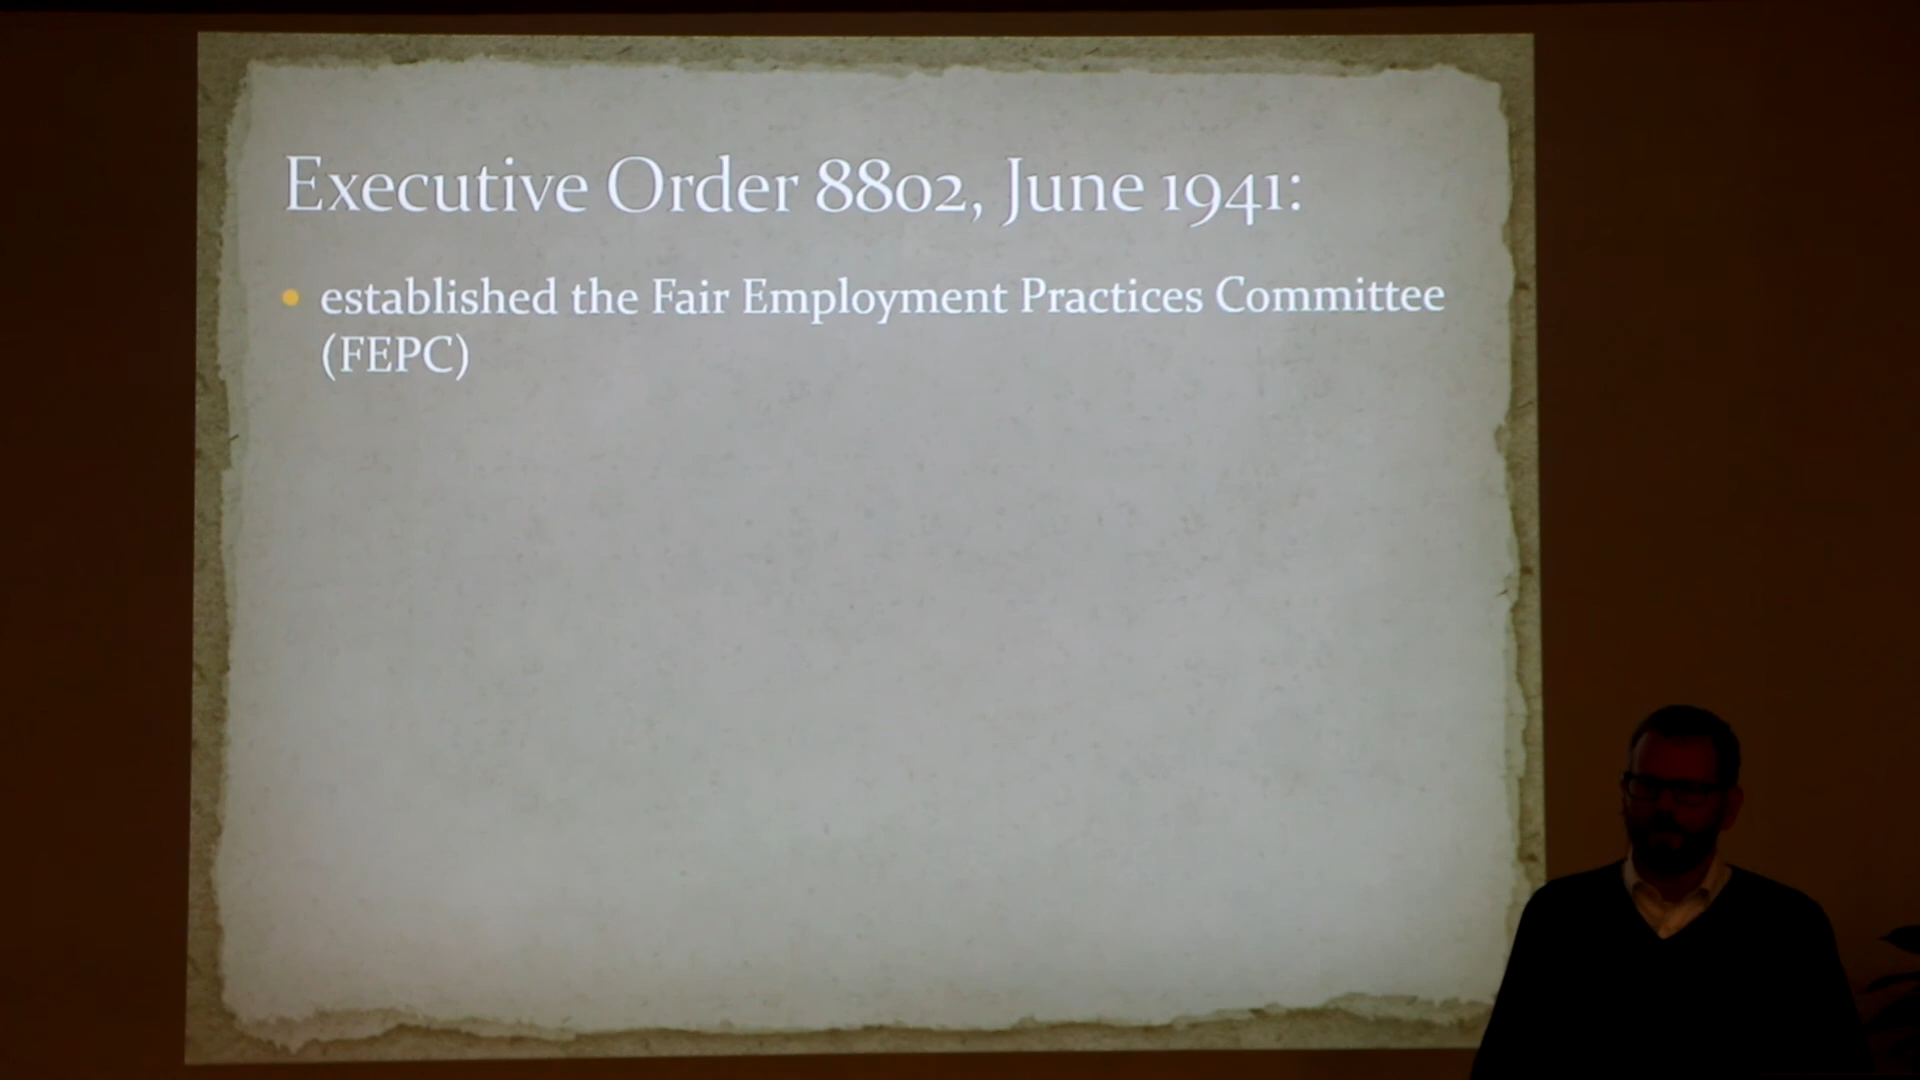 Executive Order 8802, June 1941:
• established the Fair Employment Practices Committee
(FEPC)